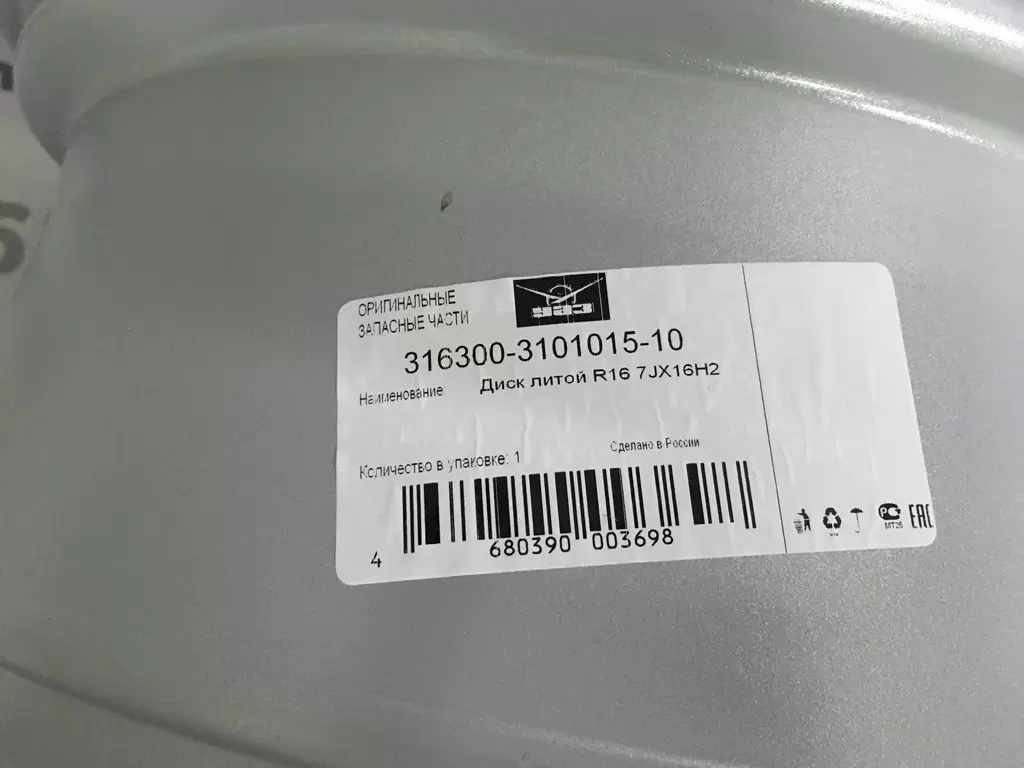 ОРИГИНАЛЬНЫЕ
ЗАПАСНЫЕ ЧАСТИ
УАЗ
316300-3101015-10
Наименование Диск литой R16 7JX16H2
Количество в упаковке: 1
Сделано в России
4 680390 003698
РС
МТ25
ЕАС